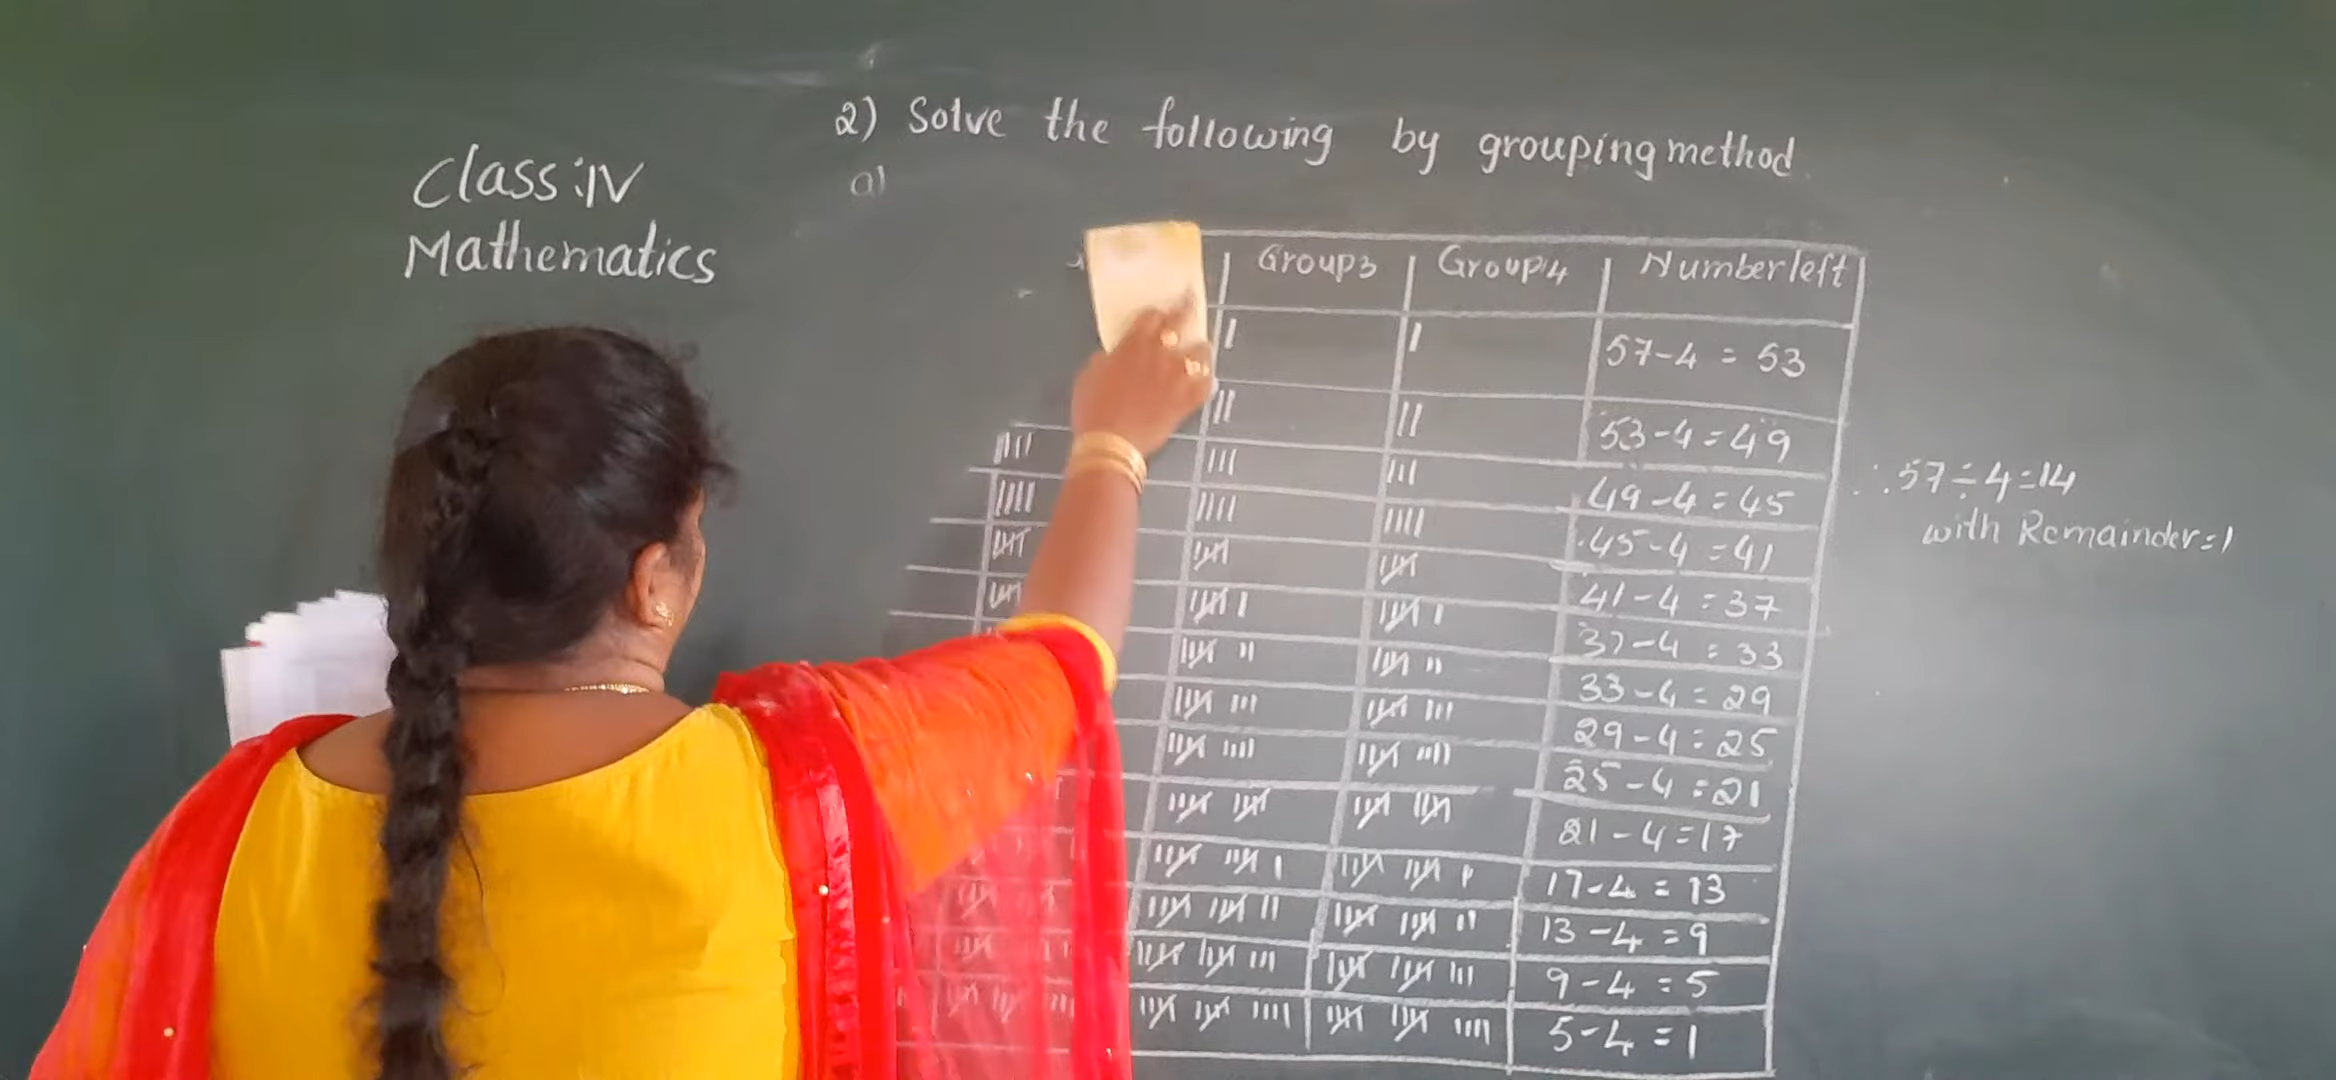 2) Solve the following by grouping method
a)
Class: IV
Mathematics
Group3 Group4 Number left
| | 57-4 = 53
|| || 53-4 = 49
|||| ||| ||| 49-4 = 45
|||| |||| |||| 45-4 = 41
41-4 = 37
| | 37-4 = 33
|| || 33-4 = 29
||| ||| 29-4 = 25
|||| |||| 25-4 = 21
21-4 = 17
| | 17-4 = 13
|| || 13-4 = 9
||| ||| 9-4 = 5
|||| |||| 5-4 = 1
∴ 57÷4=14
with Remainder=1